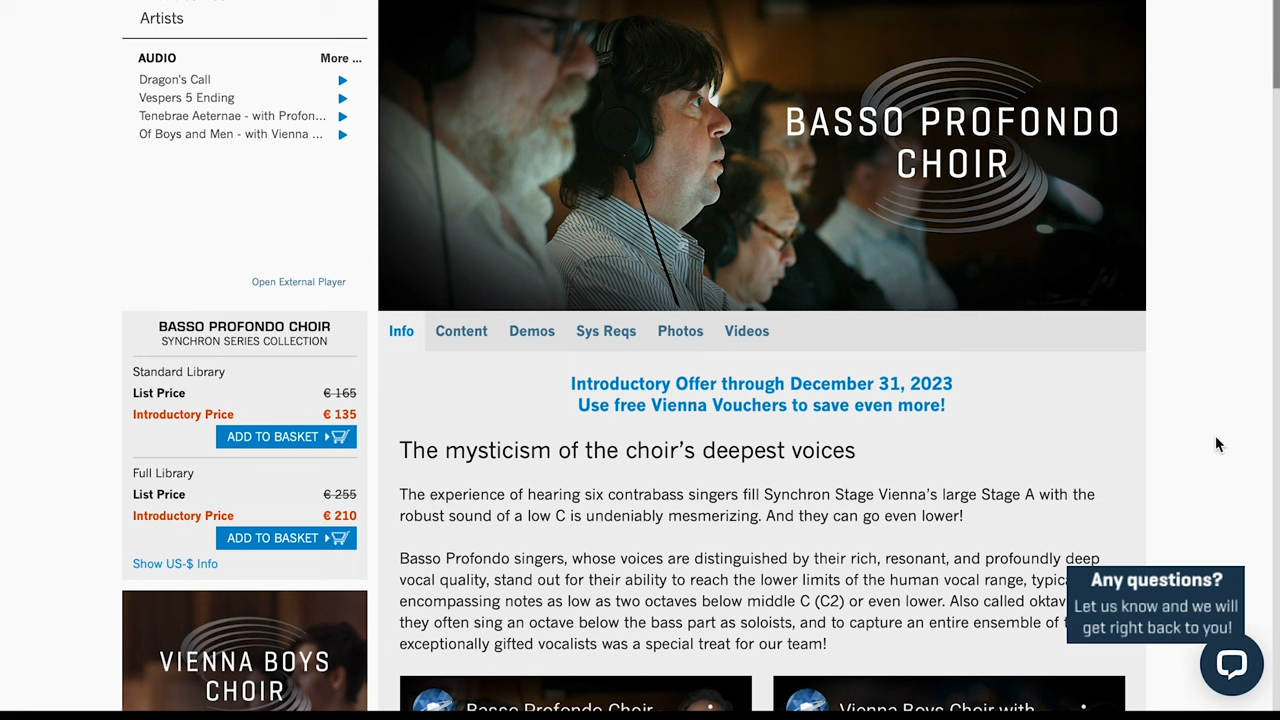 Artists
AUDIO
More ...
Dragon's Call
Vespers 5 Ending
Tenebrae Aeternae - with Profon...
Of Boys and Men - with Vienna ...
Open External Player
BASSO PROFONDO CHOIR
SYNCHRON SERIES COLLECTION
Standard Library
List Price € 165
Introductory Price € 135
ADD TO BASKET
Full Library
List Price € 255
Introductory Price € 210
ADD TO BASKET
Show US-$ Info
VIENNA BOYS
CHOIR
BASSO PROFONDO
CHOIR
Info Content Demos Sys Reqs Photos Videos
Introductory Offer through December 31, 2023
Use free Vienna Vouchers to save even more!
The mysticism of the choir's deepest voices
The experience of hearing six contrabass singers fill Synchron Stage Vienna's large Stage A with the
robust sound of a low C is undeniably mesmerizing. And they can go even lower!
Basso Profondo singers, whose voices are distinguished by their rich, resonant, and profoundly deep
vocal quality, stand out for their ability to reach the lower limits of the human vocal range,
encompassing notes as low as two octaves below middle C (C2) or even lower. Also called
they often sing an octave below the bass part as soloists, and to capture an entire ensemble of
exceptionally gifted vocalists was a special treat for our team!
Basso Profondo Choir
Vienna Boys Choir with
Any questions?
Let us know and we will
get right back to you!